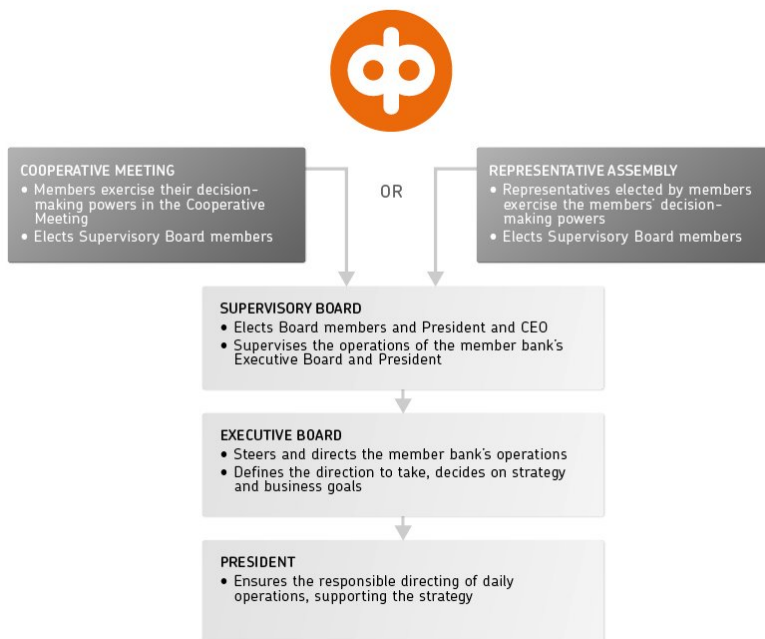 COOPERATIVE MEETING
• Members exercise their decision-
making powers in the Cooperative
Meeting
• Elects Supervisory Board members
OR
REPRESENTATIVE ASSEMBLY
• Representatives elected by members
exercise the members' decision-
making powers
• Elects Supervisory Board members
SUPERVISORY BOARD
• Elects Board members and President and CEO
• Supervises the operations of the member bank's
Executive Board and President
EXECUTIVE BOARD
• Steers and directs the member bank's operations
• Defines the direction to take, decides on strategy
and business goals
PRESIDENT
• Ensures the responsible directing of daily
operations, supporting the strategy